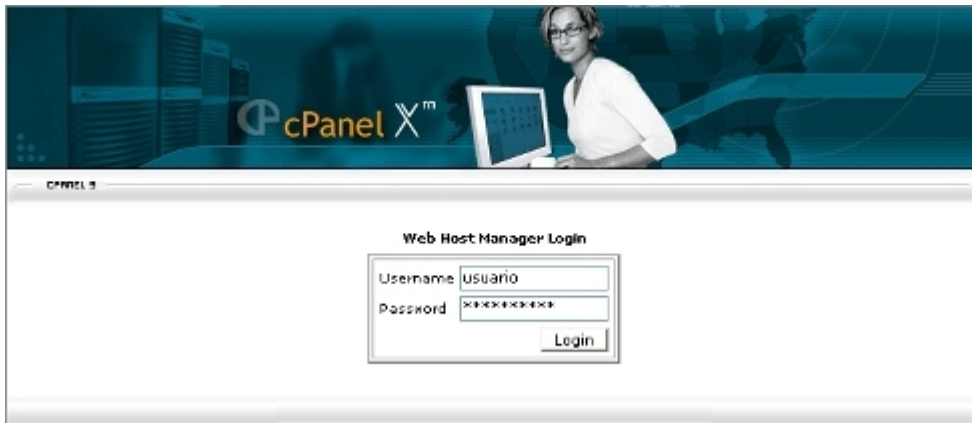 cPanel X™
CPANEL 9
Web Host Manager Login
Username usuario
Password **********
Login